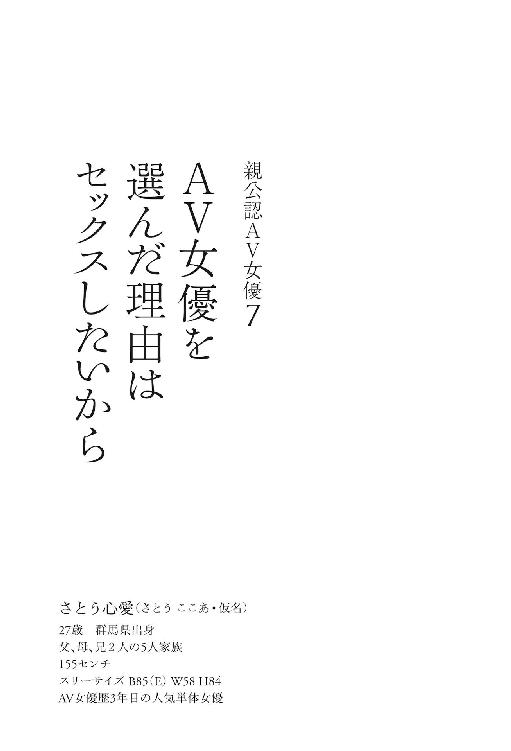 親公認AV女優7
AV女優を
選んだ理由は
セックスしたいから
さとう心愛(さとう ここあ・仮名)
27歳 群馬県出身
父、母、兄2人の5人家族
155センチ
スリーサイズ B85(E) W58 H84
AV女優歴3年目の人気単体女優